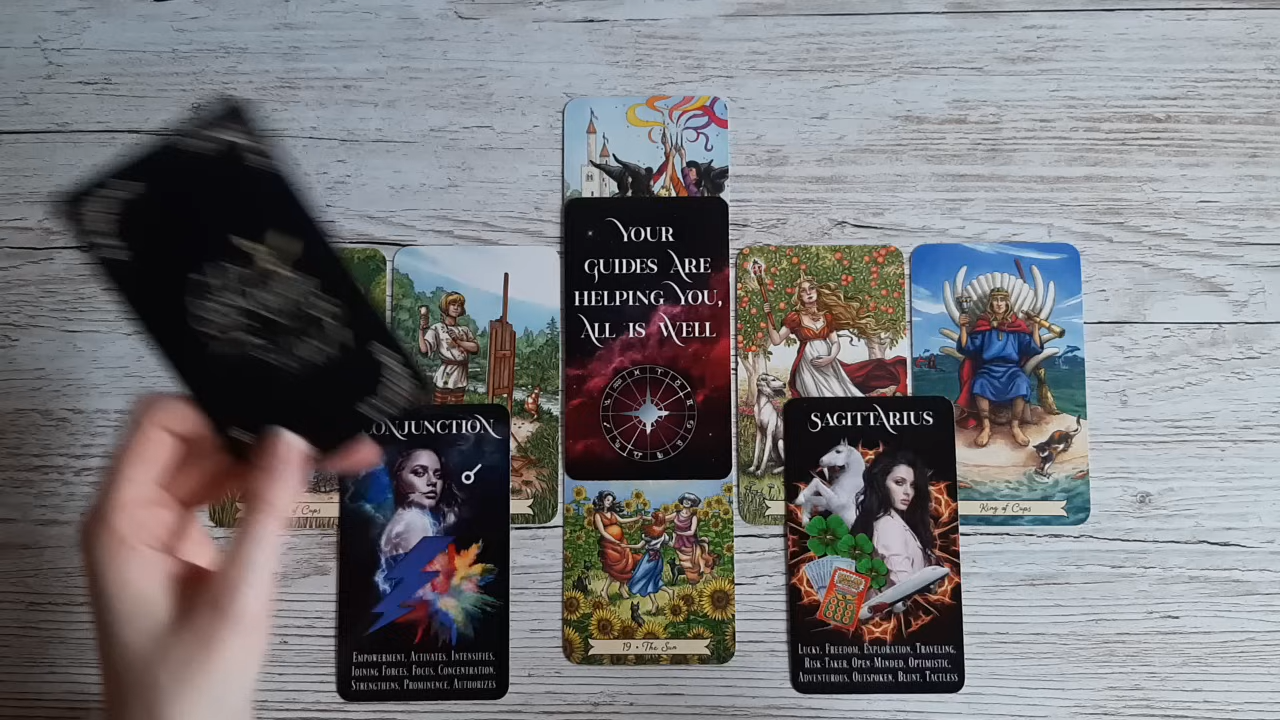 YOUR
GUIDES ARE
HELPING YOU,
ALL IS WELL
of Cups
King of Cups
CONJUNCTION
EMPOWERMENT, ACTIVATES, INTENSIFIES,
JOINING FORCES, FOCUS, CONCENTRATION,
STRENGTHENS, PROMINENCE, AUTHORIZES
19 • The Sun
SAGITTARIUS
LUCKY, FREEDOM, EXPLORATION, TRAVELING,
RISK-TAKER, OPEN-MINDED, OPTIMISTIC,
ADVENTUROUS, OUTSPOKEN, BLUNT, TACTLESS